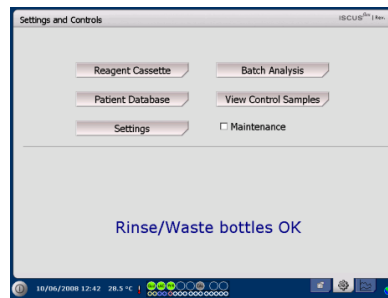 Settings and Controls
ISCUS
Reagent Cassette
Batch Analysis
Patient Database
View Control Samples
Settings
Maintenance
Rinse/Waste bottles OK
10/06/2008 12:42 28.5 °C